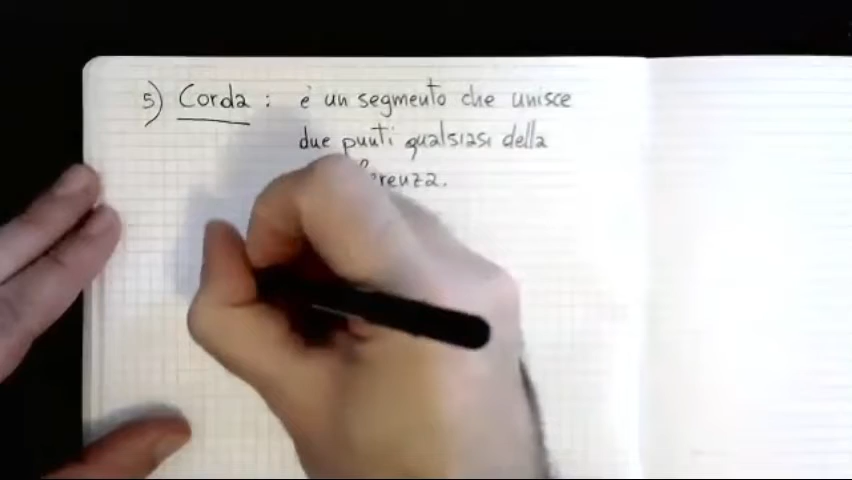 5) Corda: è un segmento che unisce
due punti qualsiasi della